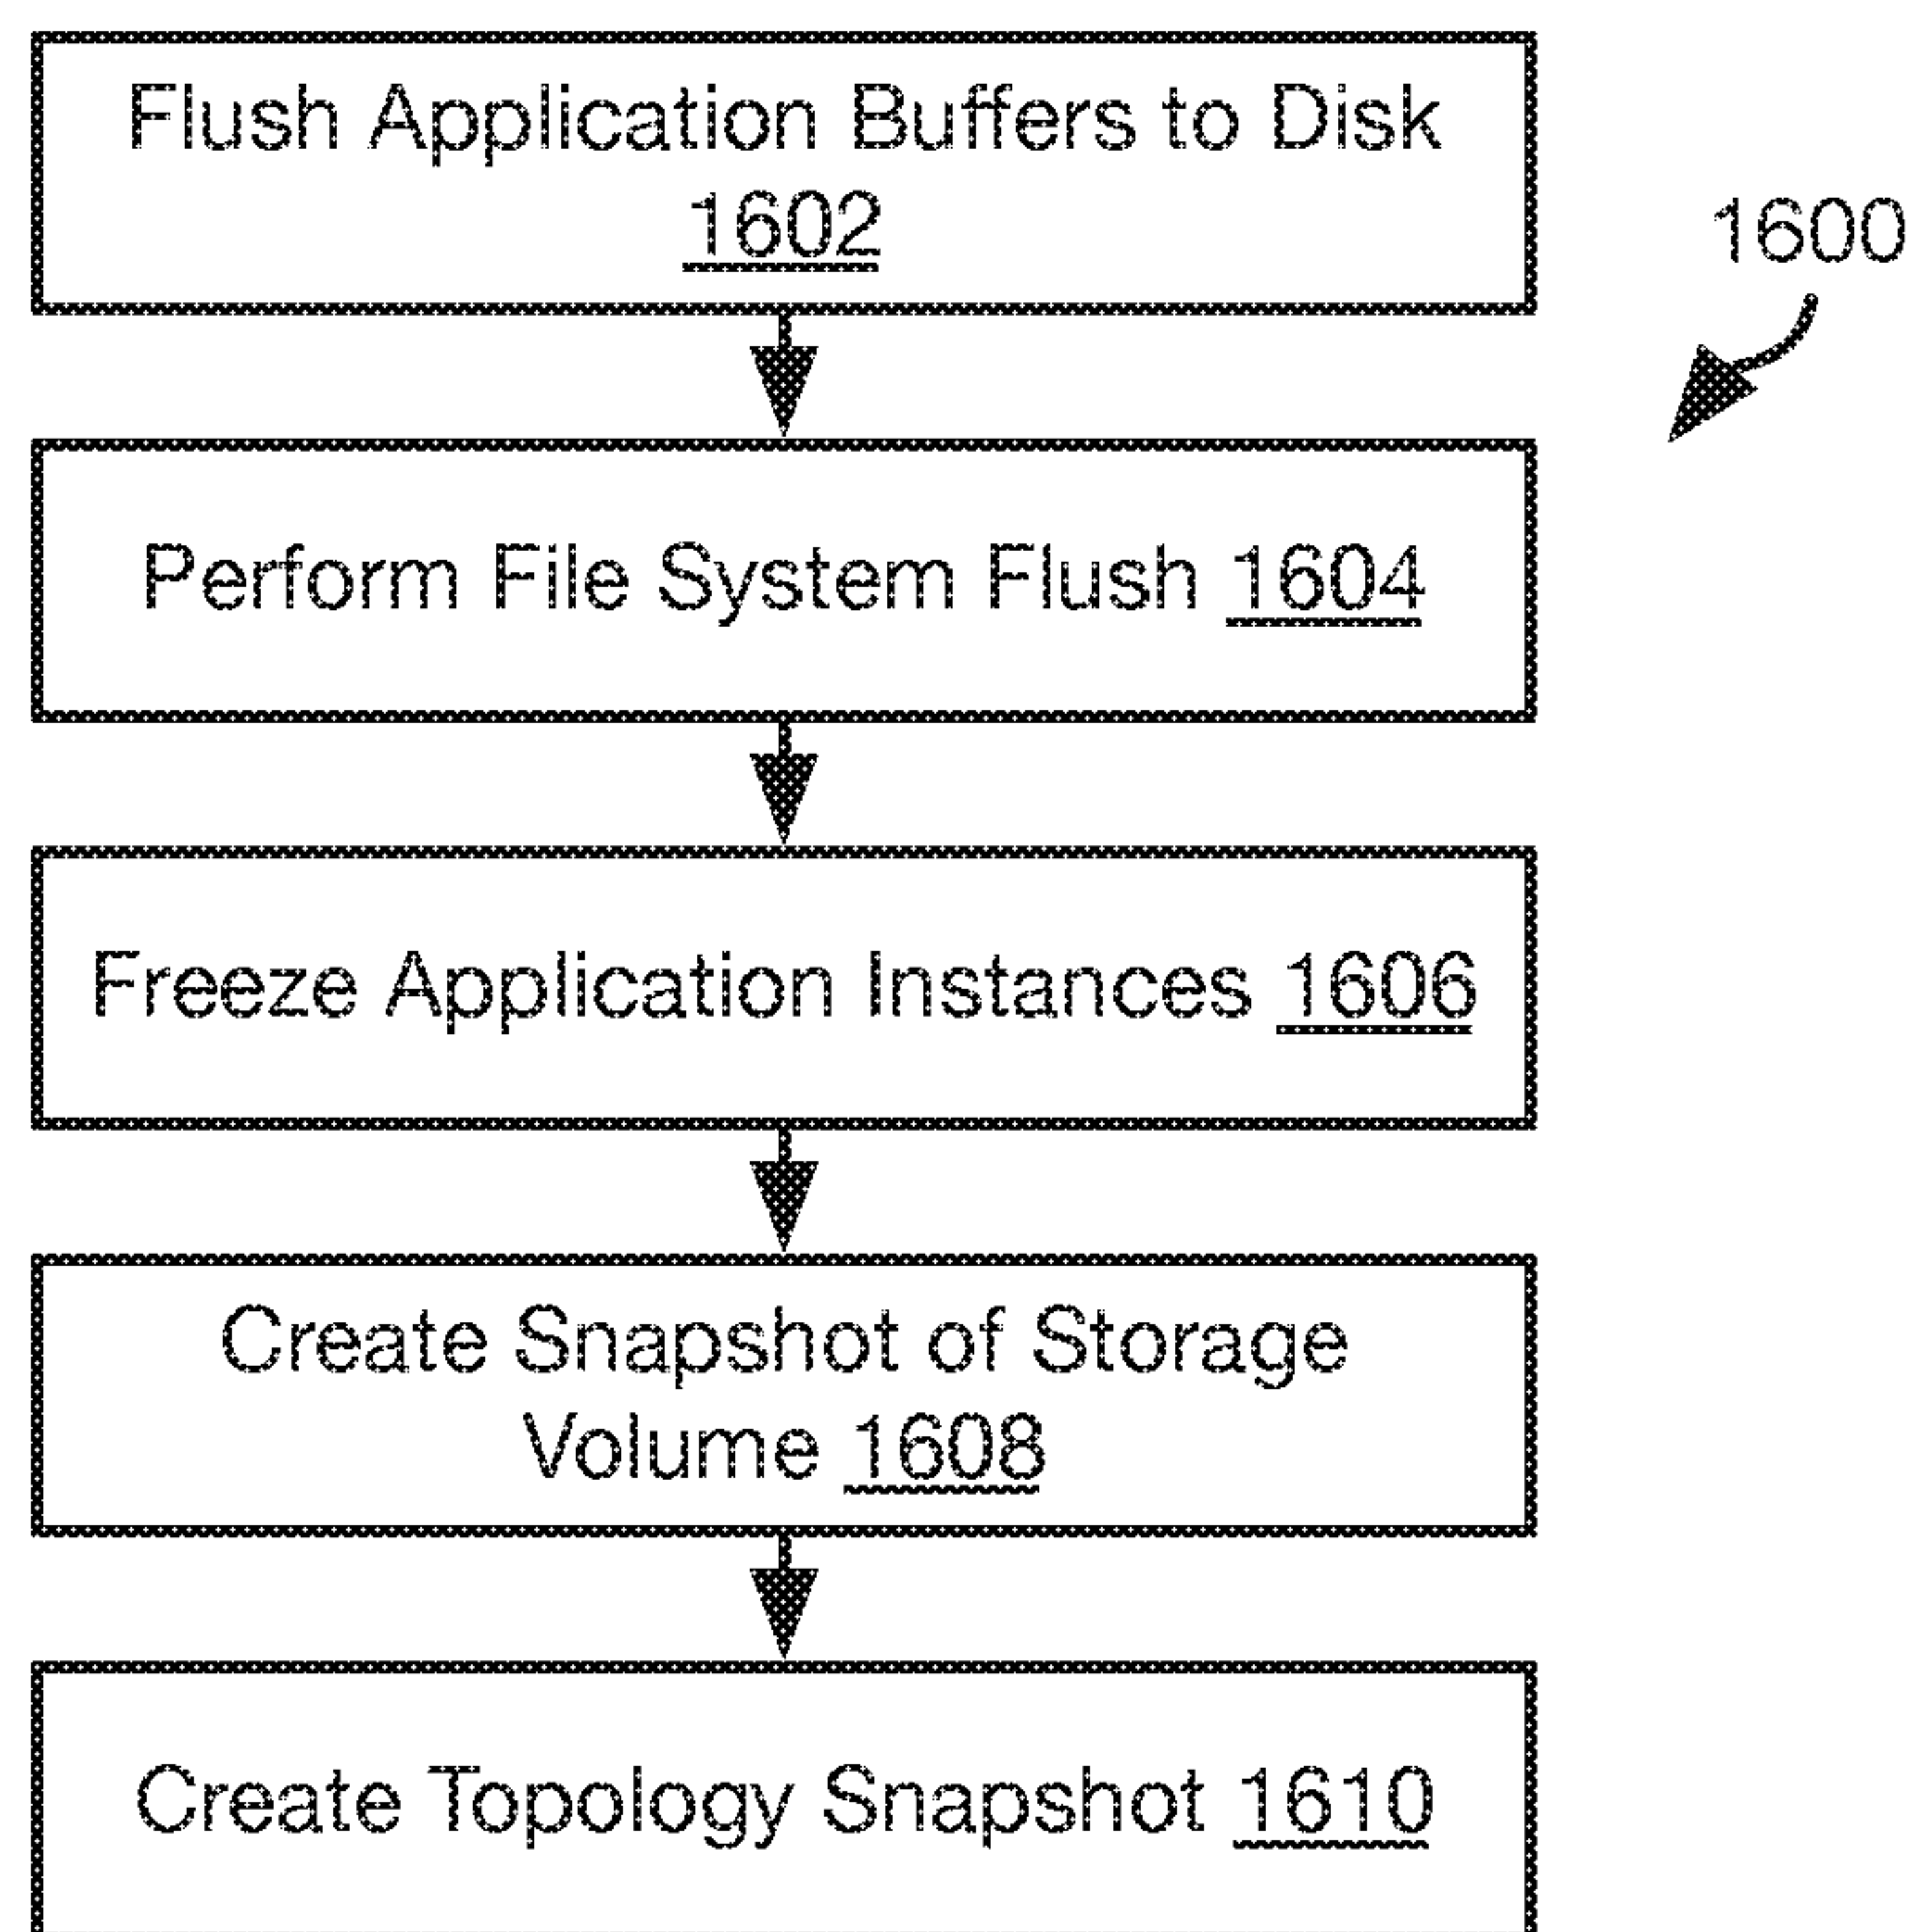 Flush Application Buffers to Disk
1602
1600
Perform File System Flush 1604
Freeze Application Instances 1606
Create Snapshot of Storage
Volume 1608
Create Topology Snapshot 1610